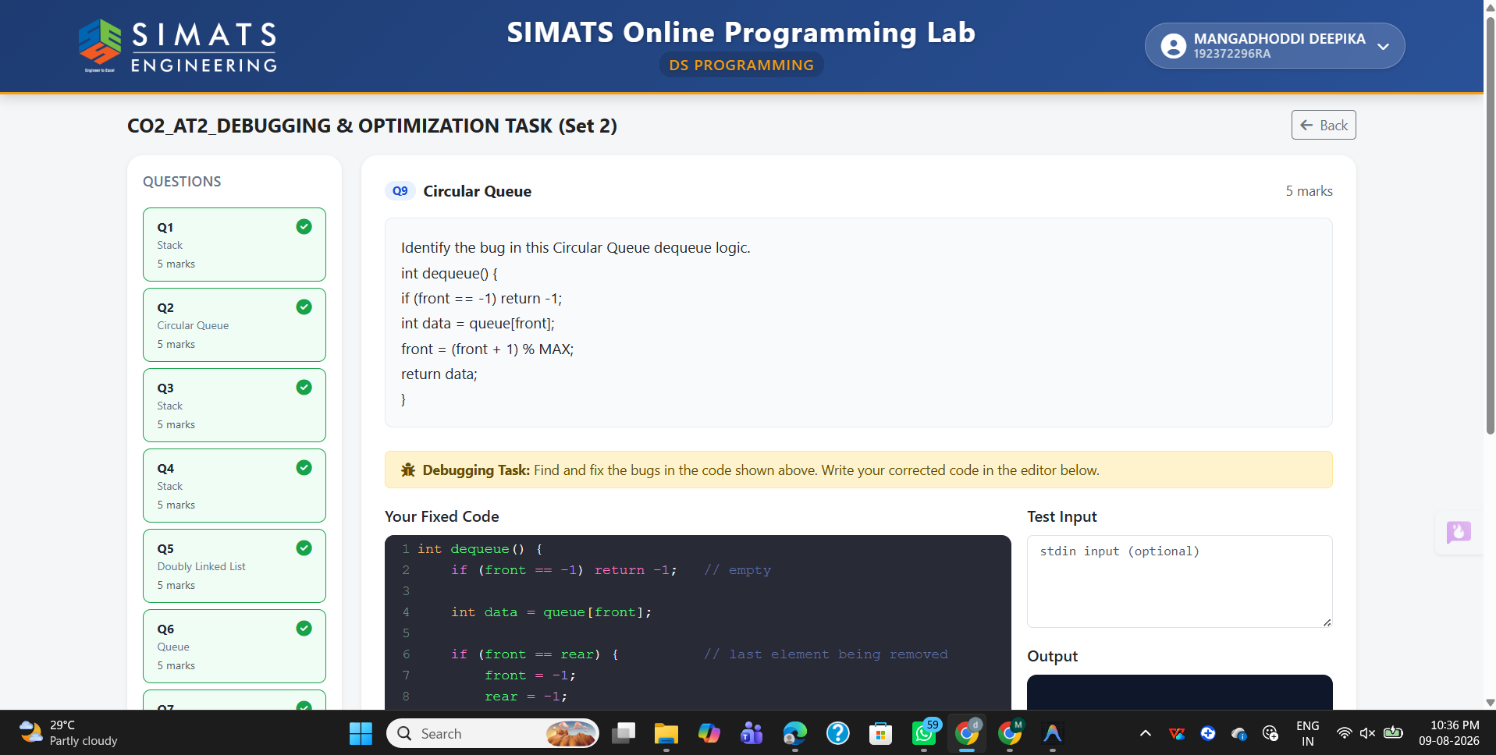 SIMATS
ENGINEERING
Engineer to Excel
SIMATS Online Programming Lab
DS PROGRAMMING
MANGADHODDI DEEPIKA
192372296RA
CO2_AT2_DEBUGGING & OPTIMIZATION TASK (Set 2)
← Back
QUESTIONS
Q1
Stack
5 marks
Q2
Circular Queue
5 marks
Q3
Stack
5 marks
Q4
Stack
5 marks
Q5
Doubly Linked List
5 marks
Q6
Queue
5 marks
Q7
Q9 Circular Queue
5 marks
Identify the bug in this Circular Queue dequeue logic.
int dequeue() {
if (front == -1) return -1;
int data = queue[front];
front = (front + 1) % MAX;
return data;
}
Debugging Task: Find and fix the bugs in the code shown above. Write your corrected code in the editor below.
Your Fixed Code
1 int dequeue() {
2 if (front == -1) return -1; // empty
3
4 int data = queue[front];
5
6 if (front == rear) { // last element being removed
7 front = -1;
8 rear = -1;
Test Input
stdin input (optional)
Output
29°C
Partly cloudy
Search
59
d
M
ENG
IN
10:36 PM
09-08-2026